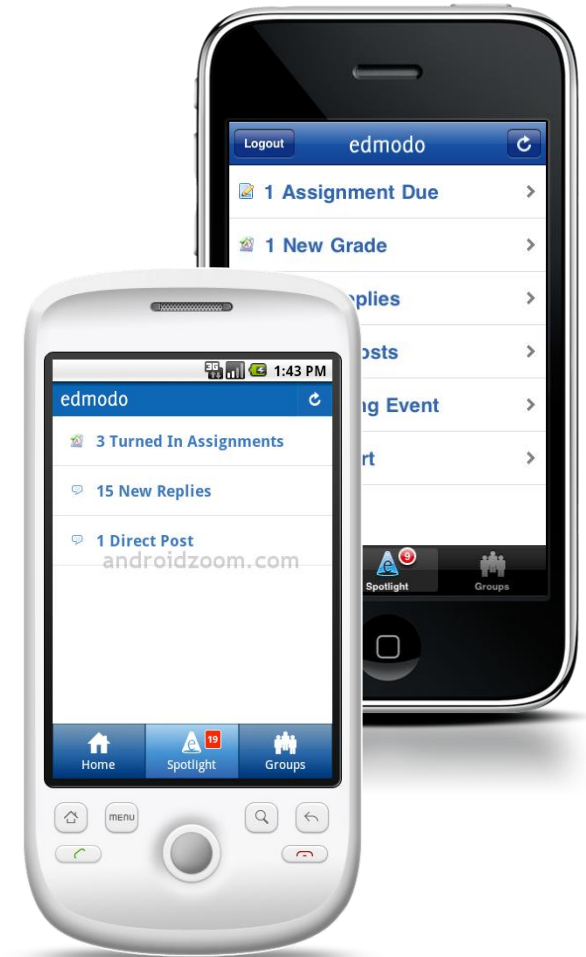 Logout edmodo
1 Assignment Due
1 New Grade
plies
osts
ng Event
rt
9
Spotlight Groups
3G 1:43 PM
edmodo
3 Turned In Assignments
15 New Replies
1 Direct Post
androidzoom.com
19
Home Spotlight Groups
MENU